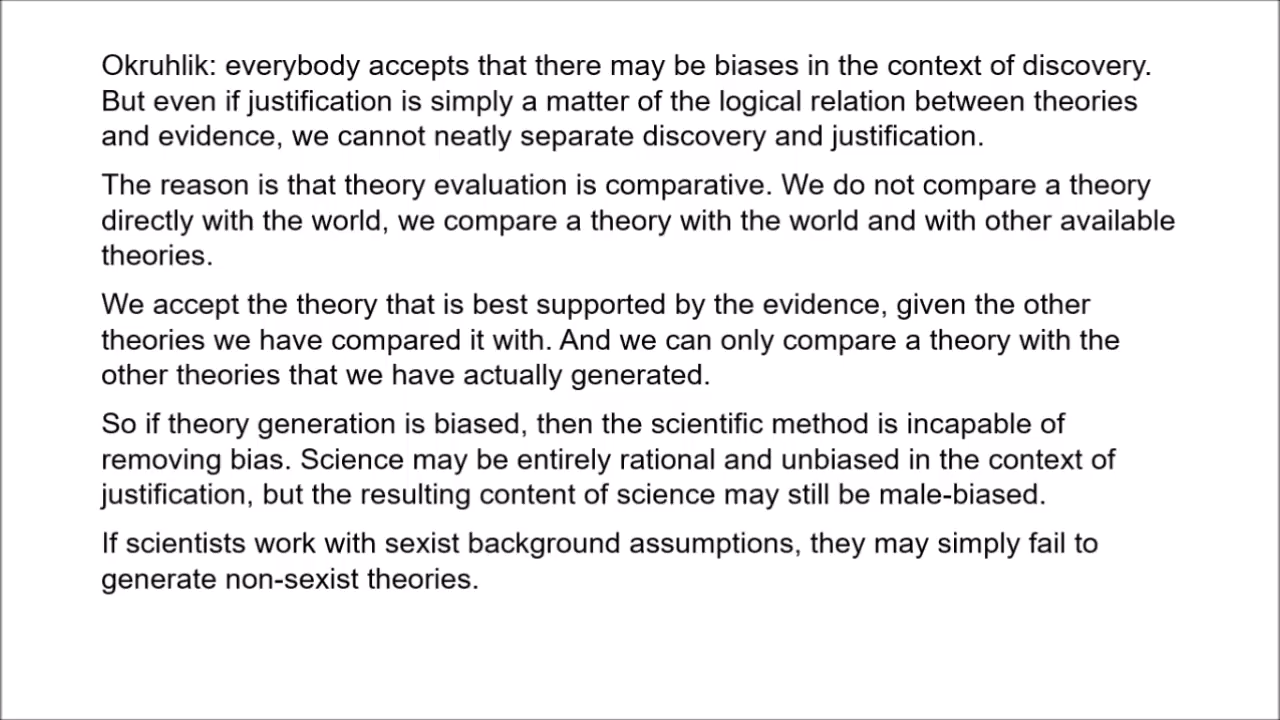 Okruhlik: everybody accepts that there may be biases in the context of discovery.
But even if justification is simply a matter of the logical relation between theories
and evidence, we cannot neatly separate discovery and justification.
The reason is that theory evaluation is comparative. We do not compare a theory
directly with the world, we compare a theory with the world and with other available
theories.
We accept the theory that is best supported by the evidence, given the other
theories we have compared it with. And we can only compare a theory with the
other theories that we have actually generated.
So if theory generation is biased, then the scientific method is incapable of
removing bias. Science may be entirely rational and unbiased in the context of
justification, but the resulting content of science may still be male-biased.
If scientists work with sexist background assumptions, they may simply fail to
generate non-sexist theories.